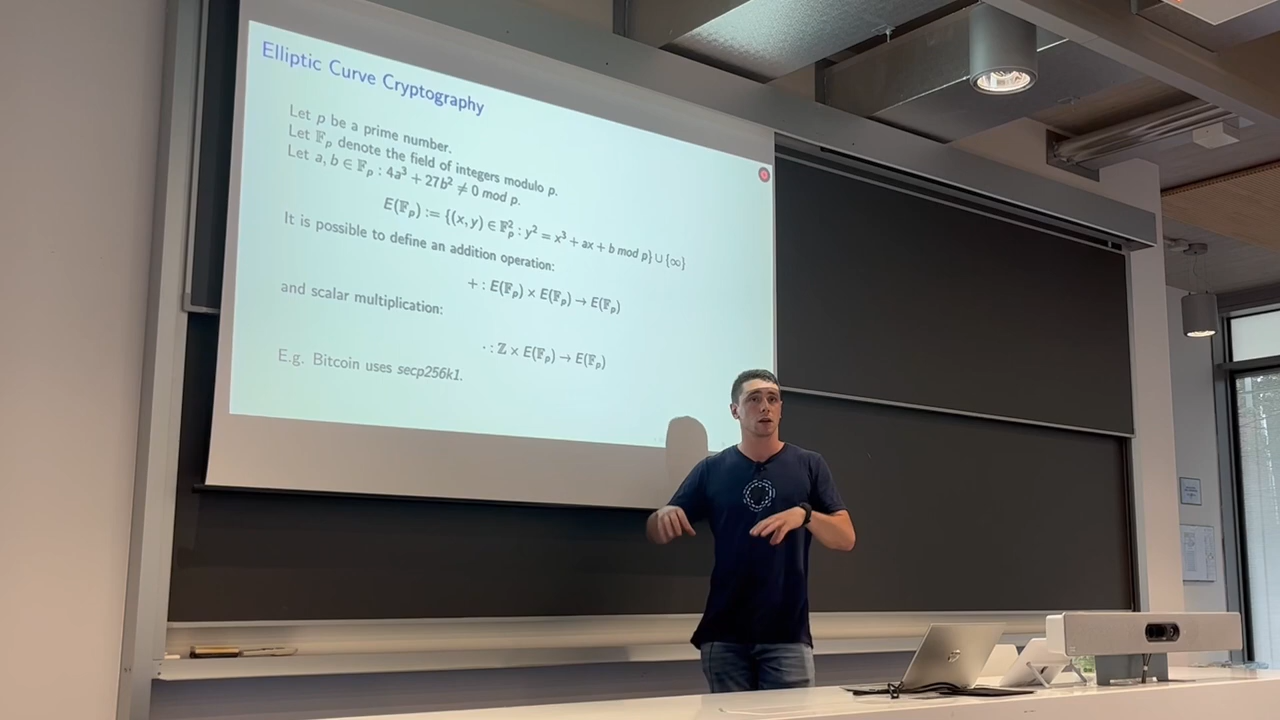 Elliptic Curve Cryptography
Let p be a prime number.
Let 𝔽ₚ denote the field of integers modulo p.
Let a, b ∈ 𝔽ₚ : 4a³ + 27b² ≠ 0 mod p.
E(𝔽ₚ) := {(x, y) ∈ 𝔽ₚ² : y² = x³ + ax + b mod p} ∪ {∞}
It is possible to define an addition operation:
+ : E(𝔽ₚ) × E(𝔽ₚ) → E(𝔽ₚ)
and scalar multiplication:
· : ℤ × E(𝔽ₚ) → E(𝔽ₚ)
E.g. Bitcoin uses secp256k1.
hp